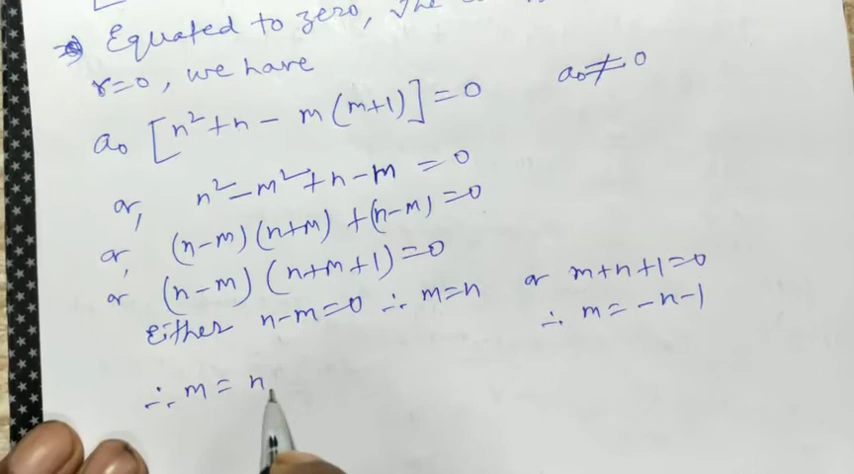 Equated to zero, The
r=0, we have
a₀ [n²+n - m(m+1)] = 0 a₀ ≠ 0
or, n² - m² + n - m = 0
or, (n-m)(n+m) + (n-m) = 0
or (n-m)(n+m+1) = 0
Either n-m=0 ∴ m=n or m+n+1=0
∴ m = -n-1
∴ m = n